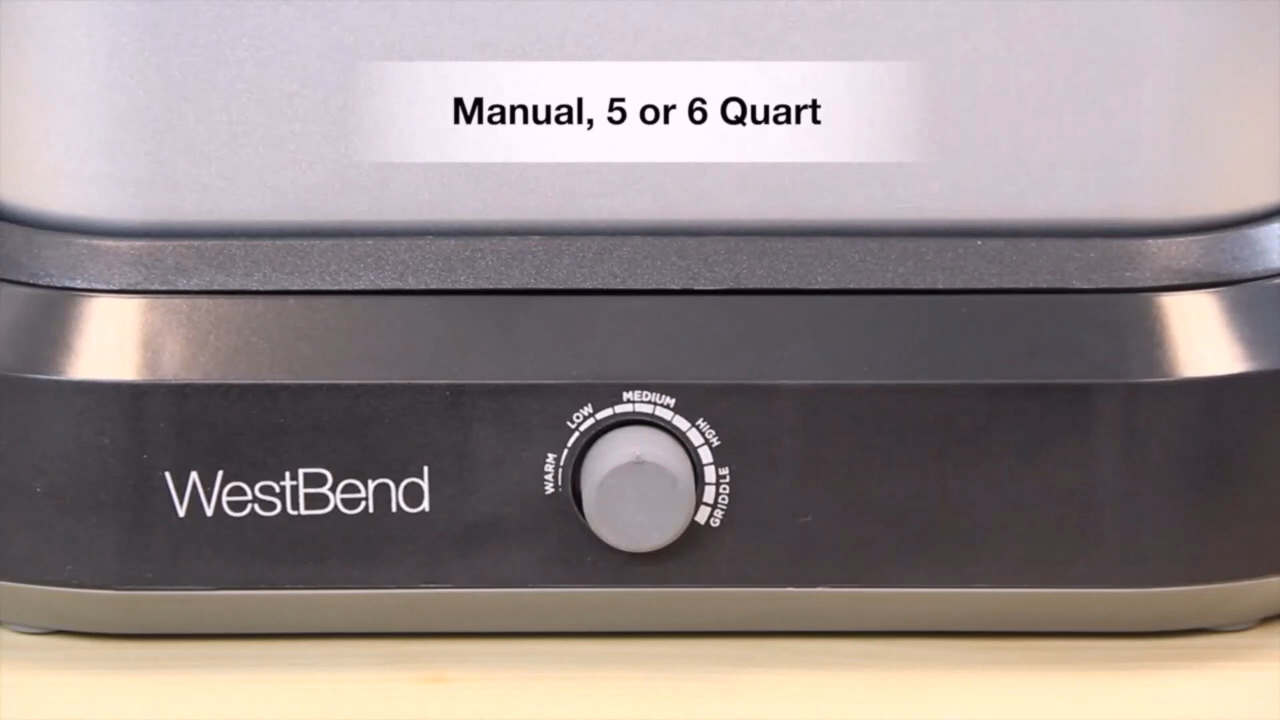 Manual, 5 or 6 Quart
WARM
LOW
MEDIUM
HIGH
GRIDDLE
WestBend